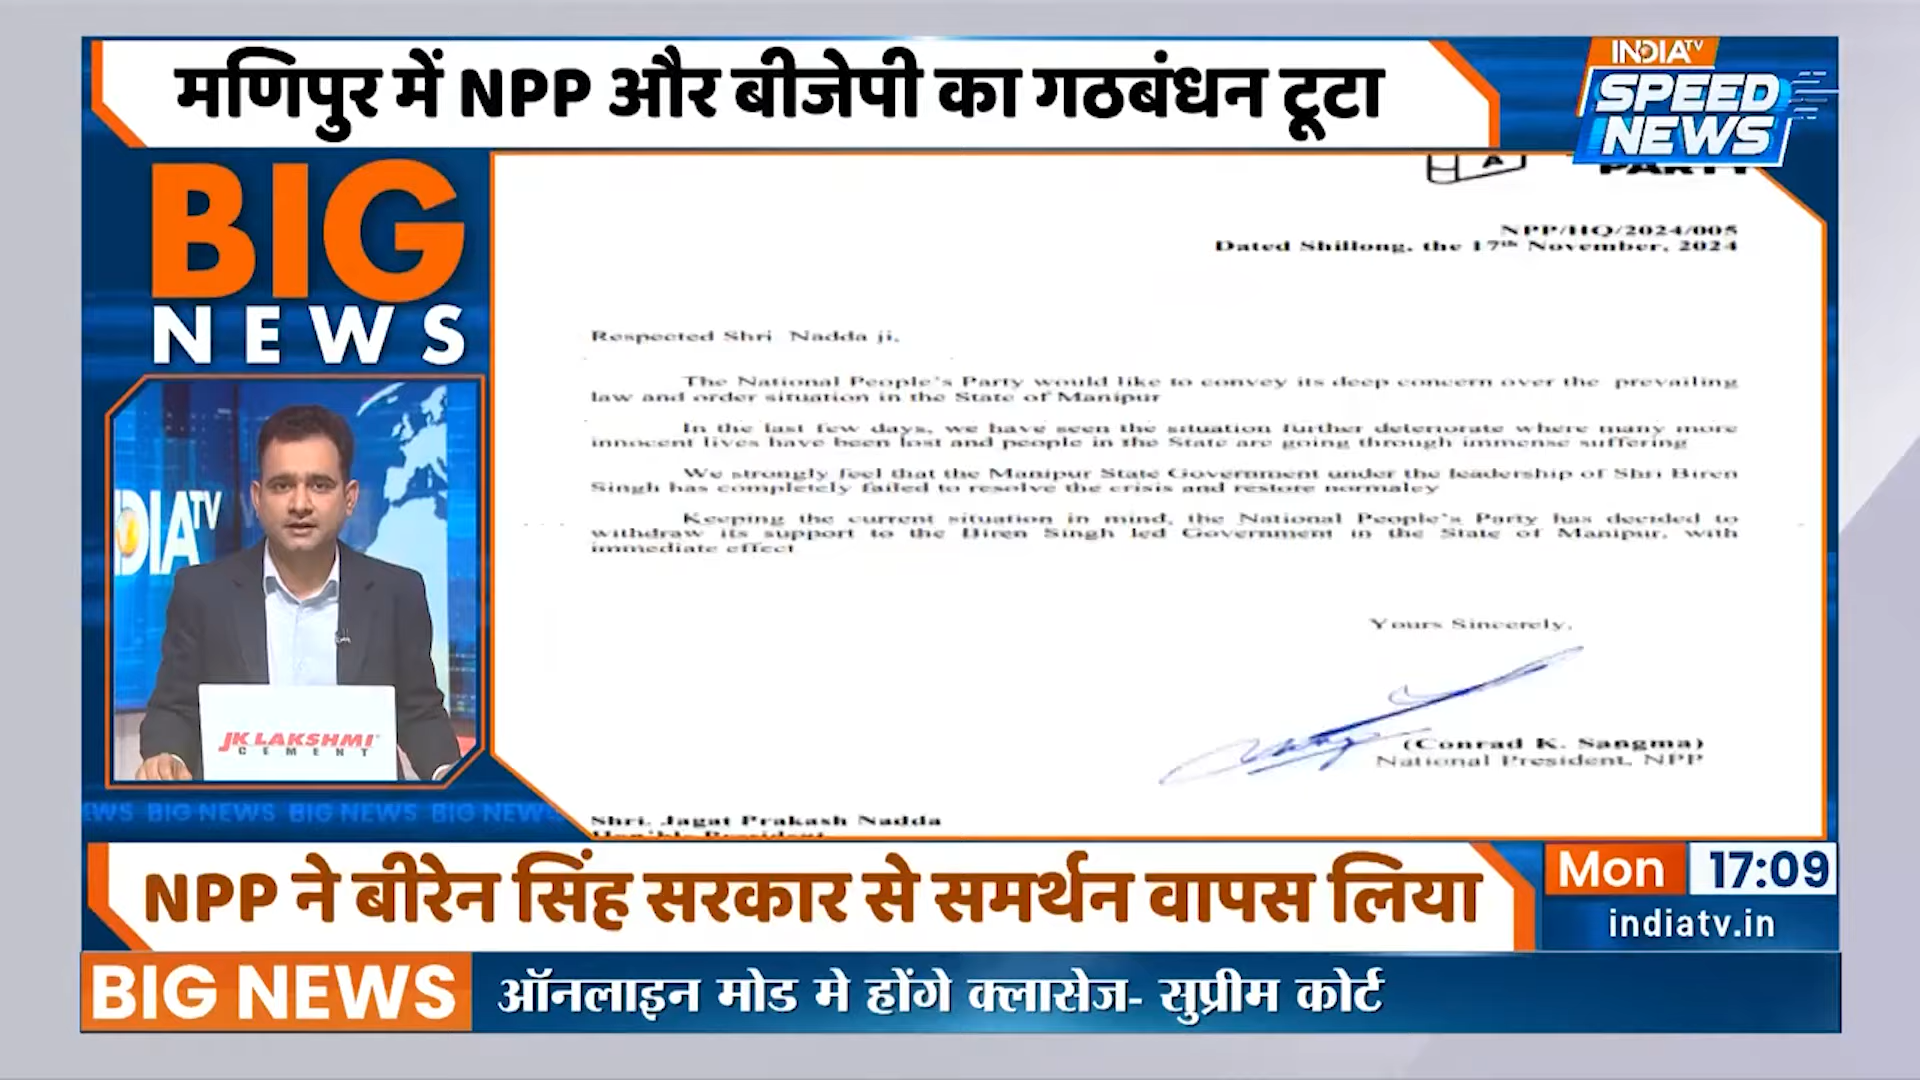 मणिपुर में NPP और बीजेपी का गठबंधन टूटा
INDIA TV
SPEED
NEWS
BIG
NEWS
PARTY
NPP/HQ/2024/005
Dated Shillong, the 17th November, 2024
Respected Shri Nadda ji,
The National People's Party would like to convey its deep concern over the prevailing
law and order situation in the State of Manipur
In the last few days, we have seen the situation further deteriorate where many more
innocent lives have been lost and people in the State are going through immense suffering
We strongly feel that the Manipur State Government under the leadership of Shri Biren
Singh has completely failed to resolve the crisis and restore normalcy
Keeping the current situation in mind, the National People's Party has decided to
withdraw its support to the Biren Singh led Government in the State of Manipur, with
immediate effect
Yours Sincerely,
(Conrad K. Sangma)
National President, NPP
Shri. Jagat Prakash Nadda
Hon'ble President
DIA TV
JK LAKSHMI
CEMENT
EWS BIG NEWS BIG NEWS BIG NEWS
NPP ने बीरेन सिंह सरकार से समर्थन वापस लिया
Mon 17:09
indiatv.in
BIG NEWS ऑनलाइन मोड मे होंगे क्लासेज- सुप्रीम कोर्ट